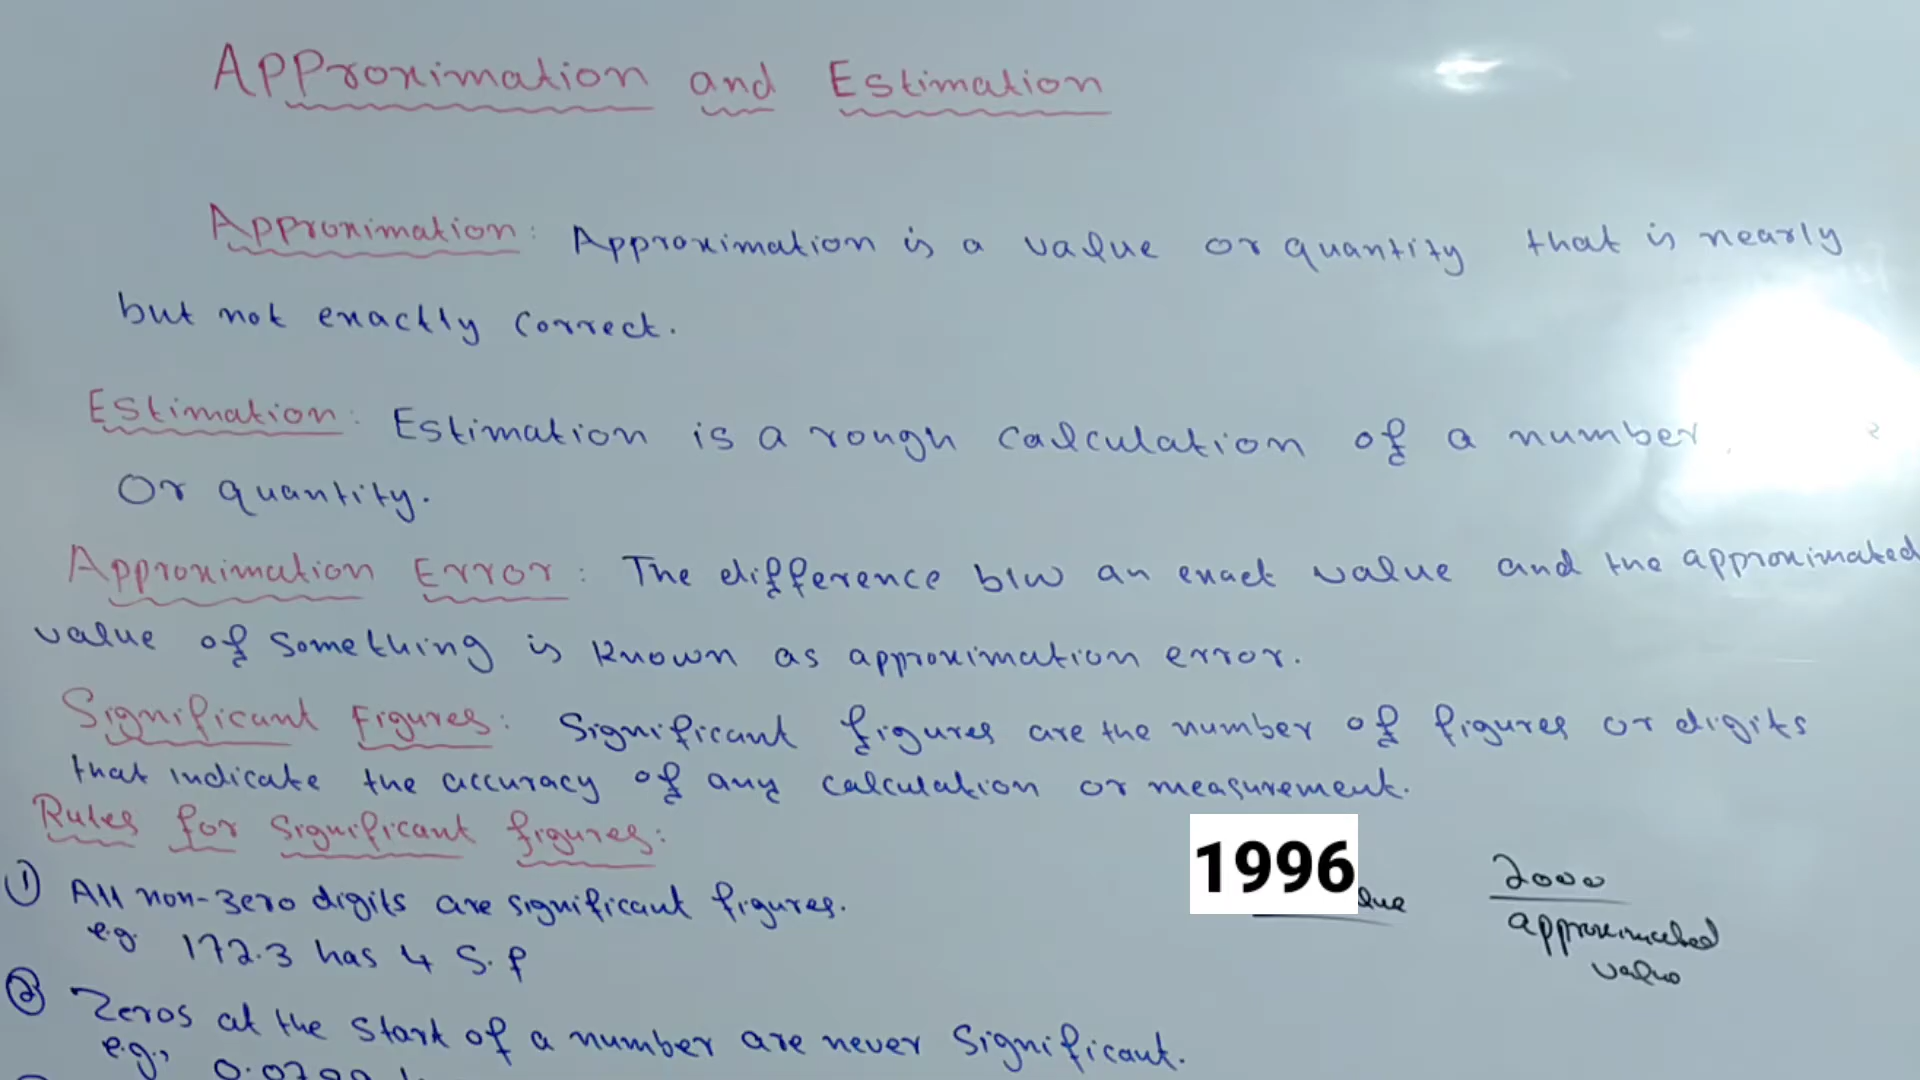 Approximation and Estimation
Approximation: Approximation is a value or quantity that is nearly
but not exactly correct.
Estimation: Estimation is a rough calculation of a number
or quantity.
Approximation Error: The difference b/w an exact value and the approximated
value of something is known as approximation error.
Significant Figures: Significant figures are the number of figures or digits
that indicate the accuracy of any calculation or measurement.
Rules for significant figures:
1996
2000
approximated
value
① All non-zero digits are significant figures.
e.g. 172.3 has 4 S.f
② Zeros at the start of a number are never significant.
e.g.,